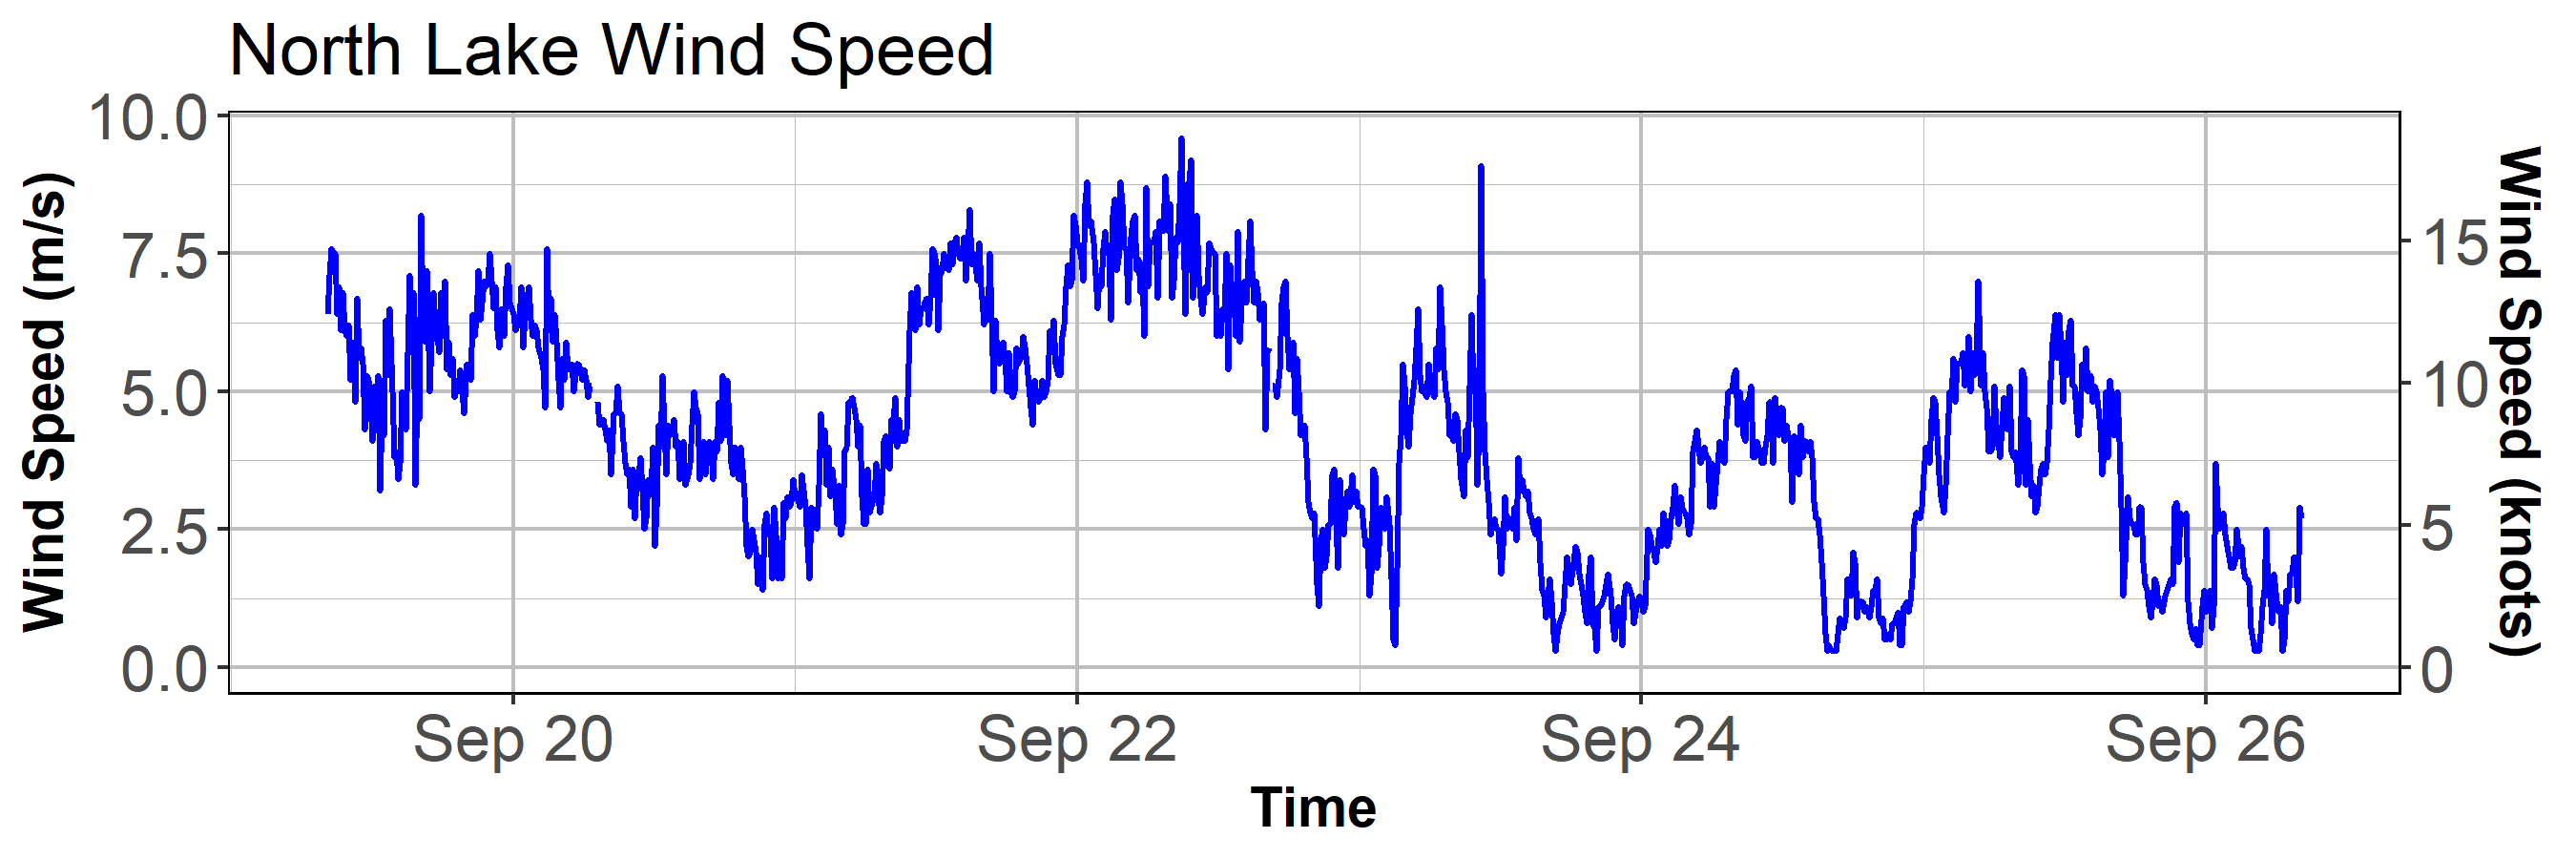 North Lake Wind Speed
10.0
7.5
5.0
2.5
0.0
Wind Speed (m/s)
15
10
5
0
Wind Speed (knots)
Sep 20
Sep 22
Sep 24
Sep 26
Time